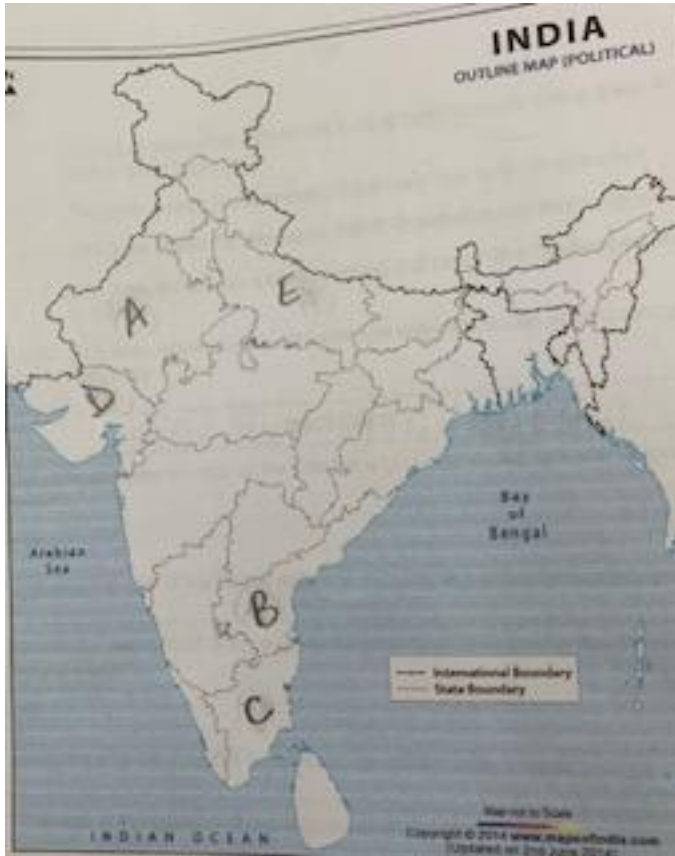 INDIA
OUTLINE MAP (POLITICAL)
A
E
D
Bay
of
Bengal
Arabian
Sea
B
International Boundary
State Boundary
C
Map not to Scale
INDIAN OCEAN
Copyright © 2014 www.mapsofindia.com
(Updated on 2nd June 2014)